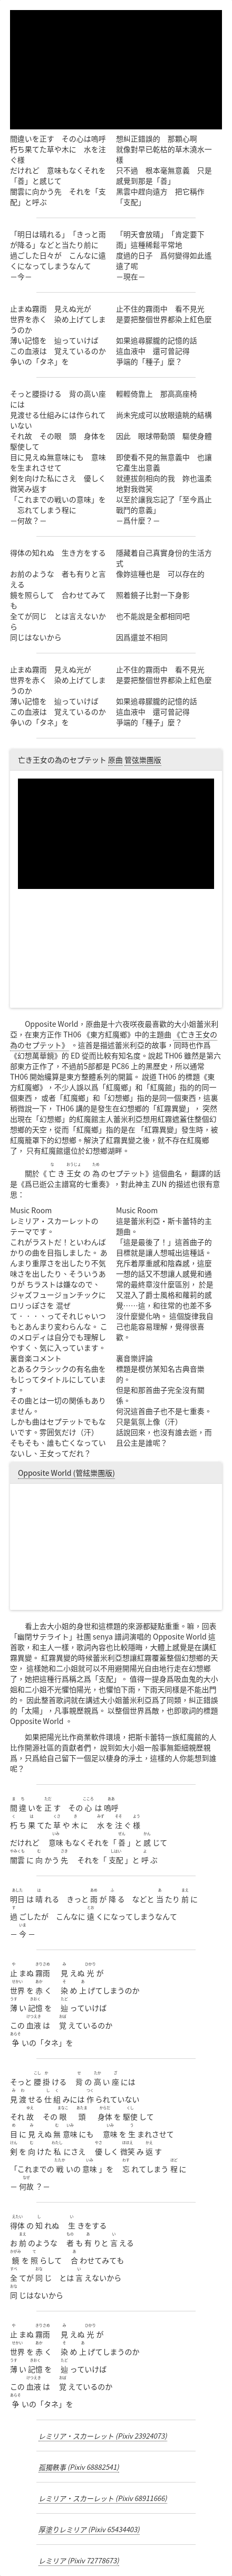 間違いを正す　その心は嗚呼
朽ち果てた草や木に　水を注
ぐ様
だけれど　意味もなくそれを
「善」と感じて
闇雲に向かう先　それを「支
配」と呼ぶ
想糾正錯誤的　那顆心啊
就像對早已乾枯的草木澆水一
樣
只不過　根本毫無意義　只是
感覺到那是「善」
黑雲中趕向遠方　把它稱作
「支配」
「明日は晴れる」「きっと雨
が降る」などと当たり前に
過ごした日々が　こんなに遠
くになってしまうなんて
－今－
「明天會放晴」　「肯定要下
雨」這種稀鬆平常地
度過的日子　爲何變得如此遙
遠了呢
－現在－
止まぬ霧雨　見えぬ光が
世界を赤く　染め上げてしま
うのか
薄い記憶を　辿っていけば
この血液は　覚えているのか
争いの「タネ」を
止不住的霧雨中　看不見光
是要把整個世界都染上紅色麼
如果追尋朦朧的記憶的話
這血液中　還可曾記得
爭端的「種子」麼？
そっと腰掛ける　背の高い座
には
見渡せる仕組みには作られて
いない
それ故　その眼　頭　身体を
駆使して
目に見えぬ無意味にも　意味
を生まれさせて
剣を向けた私にさえ　優しく
微笑み返す
「これまでの戦いの意味」を
　忘れてしまう程に
－何故？－
輕輕倚靠上　那高高座椅
尚未完成可以放眼遠眺的結構
因此　眼球帶動頭　驅使身體
即使看不見的無意義中　也讓
它產生出意義
就連拔劍相向的我　妳也溫柔
地對我微笑
以至於讓我忘記了「至今爲止
戰鬥的意義」
－爲什麼？－
得体の知れぬ　生き方をする
お前のような　者も有りと言
える
鏡を照らして　合わせてみて
も
全てが同じ　とは言えないか
ら
同じはないから
隱藏着自己真實身份的生活方
式
像妳這種也是　可以存在的
照着鏡子比對一下身影
也不能說是全都相同吧
因爲還並不相同
止まぬ霧雨　見えぬ光が
世界を赤く　染め上げてしま
うのか
薄い記憶を　辿っていけば
この血液は　覚えているのか
争いの「タネ」を
止不住的霧雨中　看不見光
是要把整個世界都染上紅色麼
如果追尋朦朧的記憶的話
這血液中　還可曾記得
爭端的「種子」麼？
亡き王女の為のセプテット 原曲 管弦樂團版
Opposite World，原曲是十六夜咲夜最喜歡的大小姐蕾米利
亞，在東方正作 TH06 《東方紅魔鄉》中的主題曲 《亡き王女の
為のセプテット》 。這首是描述蕾米利亞的故事，同時也作爲
《幻想萬華鏡》的 ED 從而比較有知名度。說起 TH06 雖然是第六
部東方正作了，不過前5部都是 PC86 上的黑歷史，所以通常
TH06 開始纔算是東方整體系列的開篇。 說道 TH06 的標題《東
方紅魔鄉》，不少人誤以爲「紅魔鄉」和「紅魔館」指的的同一
個東西， 或者「紅魔鄉」和「幻想鄉」指的是同一個東西，這裏
稍微說一下， TH06 講的是發生在幻想鄉的「紅霧異變」， 突然
出現在「幻想鄉」的紅魔館主人蕾米利亞想用紅霧遮蓋住整個幻
想鄉的天空，從而「紅魔鄉」指的是在 「紅霧異變」發生時，被
紅魔籠罩下的幻想鄉。解決了紅霧異變之後，就不存在紅魔鄉
了， 只有紅魔館還位於幻想鄉湖畔。
關於《亡き王女の為のセプテット》這個曲名， 翻譯的話
是《爲已逝公主譜寫的七重奏》，對此神主 ZUN 的描述也很有意
思：
Music Room
レミリア・スカーレットの
テーマです。
これがラストだ！といわんば
かりの曲を目指しました。 あ
んまり重厚さを出したり不気
味さを出したり、そういうあ
りが ちラストは嫌なので、
ジャズフュージョンチックに
ロリっぽさを 混ぜ
て・・・・ってそれじゃいつ
もとあんまり変わらんな。 こ
のメロディは自分でも理解し
やすく、気に入っています。
裏音楽コメント
とあるクラシックの有名曲を
もじってタイトルにしていま
す。
その曲とは一切の関係もあり
ません。
しかも曲はセプテットでもな
いです。雰囲気だけ（汗）
そもそも、誰も亡くなってい
ないし、王女ってだれ？
Music Room
這是蕾米利亞・斯卡蕾特的主
題曲。
「這是最後了！」這首曲子的
目標就是讓人想喊出這種話。
充斥着厚重感和陰森感，這麼
一想的話又不想讓人感覺和通
常的最終章沒什麼區別， 於是
又混入了爵士風格和蘿莉的感
覺……這，和往常的也差不多
沒什麼變化吶。 這個旋律我自
己也能容易理解，覺得很喜
歡。
裏音樂評論
標題是模仿某知名古典音樂
的。
但是和那首曲子完全沒有關
係。
何況這首曲子也不是七重奏。
只是氣氛上像（汗）
話說回來，也沒有誰去逝，而
且公主是誰呢？
Opposite World (管絃樂團版)
看上去大小姐的身世和這標題的來源都疑點重重。嘛，回表
「幽閉サテライト」社團 senya 譜詞演唱的 Opposite World 這
首歌，和主人一樣，歌詞內容也比較隱晦，大體上感覺是在講紅
霧異變。 紅霧異變的時候蕾米利亞想讓紅霧覆蓋整個幻想鄉的天
空， 這樣她和二小姐就可以不用避開陽光自由地行走在幻想鄉
了，她把這種行爲稱之爲「支配」。 值得一提身爲吸血鬼的大小
姐和二小姐不光懼怕陽光，也懼怕下雨，下雨天同樣是不能出門
的。 因此整首歌詞就在講述大小姐蕾米利亞爲了同類，糾正錯誤
的「太陽」，凡事親歷親爲。 以整個世界爲敵，也即歌詞的標題
Opposite World 。
如果把陽光比作商業軟件環境，把斯卡蕾特一族紅魔館的人
比作開源社區的貢獻者們， 說到如大小姐一般事無鉅細親歷親
爲，只爲給自己留下一個足以棲身的淨土，這樣的人你能想到誰
呢？
間違いを正す　その心は嗚呼
朽ち果てた草や木に　水を注ぐ様
だけれど　意味もなくそれを「善」と感じて
闇雲に向かう先　それを「支配」と呼ぶ
明日は晴れる　きっと雨が降る　などと当たり前に
過ごしたが　こんなに遠くになってしまうなんて
－今－
止まぬ霧雨　見えぬ光が
世界を赤く　染め上げてしまうのか
薄い記憶を　辿っていけば
この血液は　覚えているのか
争いの「タネ」を
そっと腰掛ける　背の高い座には
見渡せる仕組みには作られていない
それ故　その眼　頭　身体を駆使して
目に見えぬ無意味にも　意味を生まれさせて
剣を向けた私にさえ　優しく微笑み返す
「これまでの戦いの意味」を　忘れてしまう程に
－何故？－
得体の知れぬ　生きをする
お前のような　者も有りと言える
鏡を照らして　合わせてみても
全てが同じ　とは言えないから
同じはないから
止まぬ霧雨　見えぬ光が
世界を赤く　染め上げてしまうのか
薄い記憶を　辿っていけば
この血液は　覚えているのか
争いの「タネ」を
レミリア・スカーレット (Pixiv 23924073)
孤獨執事 (Pixiv 68882541)
レミリア・スカーレット (Pixiv 68911666)
厚塗りレミリア (Pixiv 65434403)
レミリア (Pixiv 72778673)